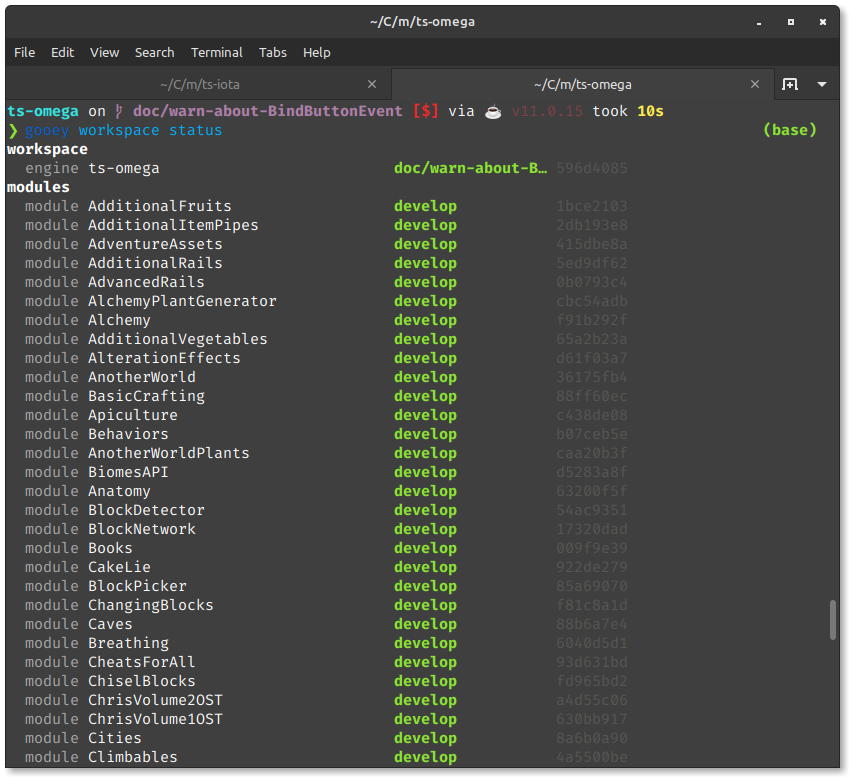 ~/C/m/ts-omega
File Edit View Search Terminal Tabs Help
~/C/m/ts-iota ~/C/m/ts-omega
ts-omega on doc/warn-about-BindButtonEvent [$] via ☕ v11.0.15 took 10s
❯ gooey workspace status (base)
workspace
engine ts-omega doc/warn-about-B… 596d4085
modules
module AdditionalFruits develop 1bce2103
module AdditionalItemPipes develop 2db193e8
module AdventureAssets develop 415dbe8a
module AdditionalRails develop 5ed9df62
module AdvancedRails develop 0b0793c4
module AlchemyPlantGenerator develop cbc54adb
module Alchemy develop f91b292f
module AdditionalVegetables develop 65a2b23a
module AlterationEffects develop d61f03a7
module AnotherWorld develop 36175fb4
module BasicCrafting develop 88ff60ec
module Apiculture develop c438de08
module Behaviors develop b07ceb5e
module AnotherWorldPlants develop caa20b3f
module BiomesAPI develop d5283a8f
module Anatomy develop 63200f5f
module BlockDetector develop 54ac9351
module BlockNetwork develop 17320dad
module Books develop 009f9e39
module CakeLie develop 922de279
module BlockPicker develop 85a69070
module ChangingBlocks develop f81c8a1d
module Caves develop 88b6a7e4
module Breathing develop 6040d5d1
module CheatsForAll develop 93d631bd
module ChiselBlocks develop fd965bd2
module ChrisVolume2OST develop a4d55c06
module ChrisVolume1OST develop 630bb917
module Cities develop 8a6b0a90
module Climbables develop 4a5500be